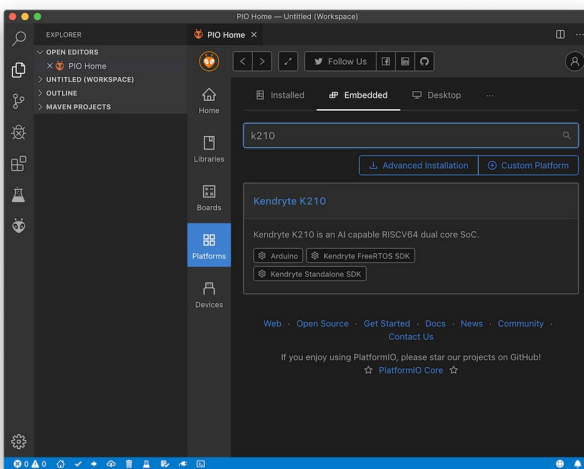 PIO Home — Untitled (Workspace)
EXPLORER
OPEN EDITORS
PIO Home
UNTITLED (WORKSPACE)
OUTLINE
MAVEN PROJECTS
PIO Home
Follow Us
Home
Libraries
Boards
Platforms
Devices
Installed
Embedded
Desktop
...
k210
Advanced Installation
Custom Platform
Kendryte K210
Kendryte K210 is an AI capable RISCV64 dual core SoC.
Arduino
Kendryte FreeRTOS SDK
Kendryte Standalone SDK
Web · Open Source · Get Started · Docs · News · Community ·
Contact Us
If you enjoy using PlatformIO, please star our projects on GitHub!
PlatformIO Core
0 0